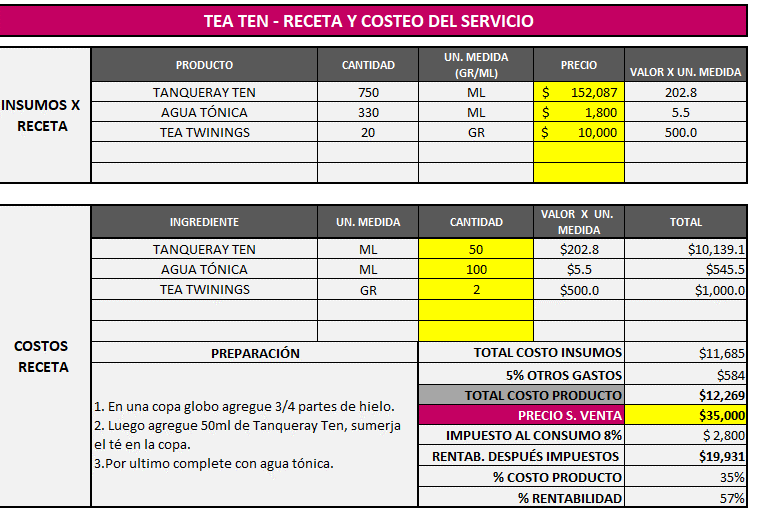 TEA TEN - RECETA Y COSTEO DEL SERVICIO
INSUMOS X RECETA
PRODUCTO CANTIDAD UN. MEDIDA (GR/ML) PRECIO VALOR X UN. MEDIDA
TANQUERAY TEN 750 ML $ 152,087 202.8
AGUA TÓNICA 330 ML $ 1,800 5.5
TEA TWININGS 20 GR $ 10,000 500.0
COSTOS RECETA
INGREDIENTE UN. MEDIDA CANTIDAD VALOR X UN. MEDIDA TOTAL
TANQUERAY TEN ML 50 $202.8 $10,139.1
AGUA TÓNICA ML 100 $5.5 $545.5
TEA TWININGS GR 2 $500.0 $1,000.0
PREPARACIÓN
1. En una copa globo agregue 3/4 partes de hielo.
2. Luego agregue 50ml de Tanqueray Ten, sumerja
el té en la copa.
3.Por ultimo complete con agua tónica.
TOTAL COSTO INSUMOS $11,685
5% OTROS GASTOS $584
TOTAL COSTO PRODUCTO $12,269
PRECIO S. VENTA $35,000
IMPUESTO AL CONSUMO 8% $ 2,800
RENTAB. DESPUÉS IMPUESTOS $19,931
% COSTO PRODUCTO 35%
% RENTABILIDAD 57%